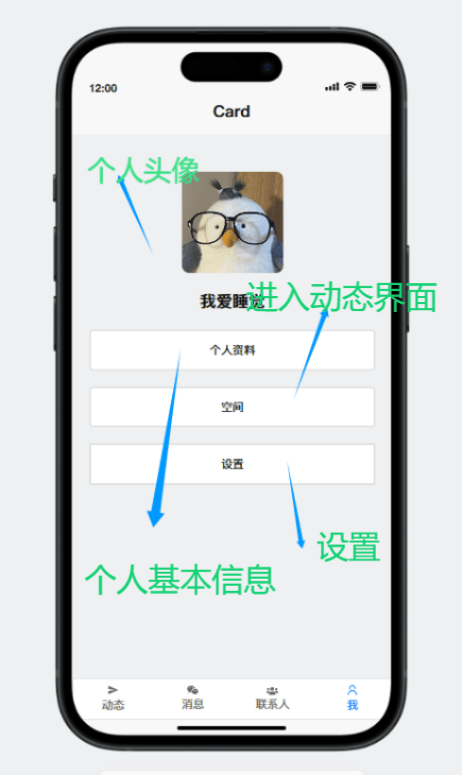 12:00
Card
个人头像
我爱睡觉
进入动态界面
个人资料
空间
设置
设置
个人基本信息
动态
消息
联系人
我